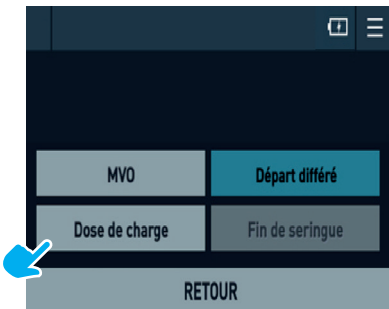 MVO
Départ différé
Dose de charge
Fin de seringue
RETOUR